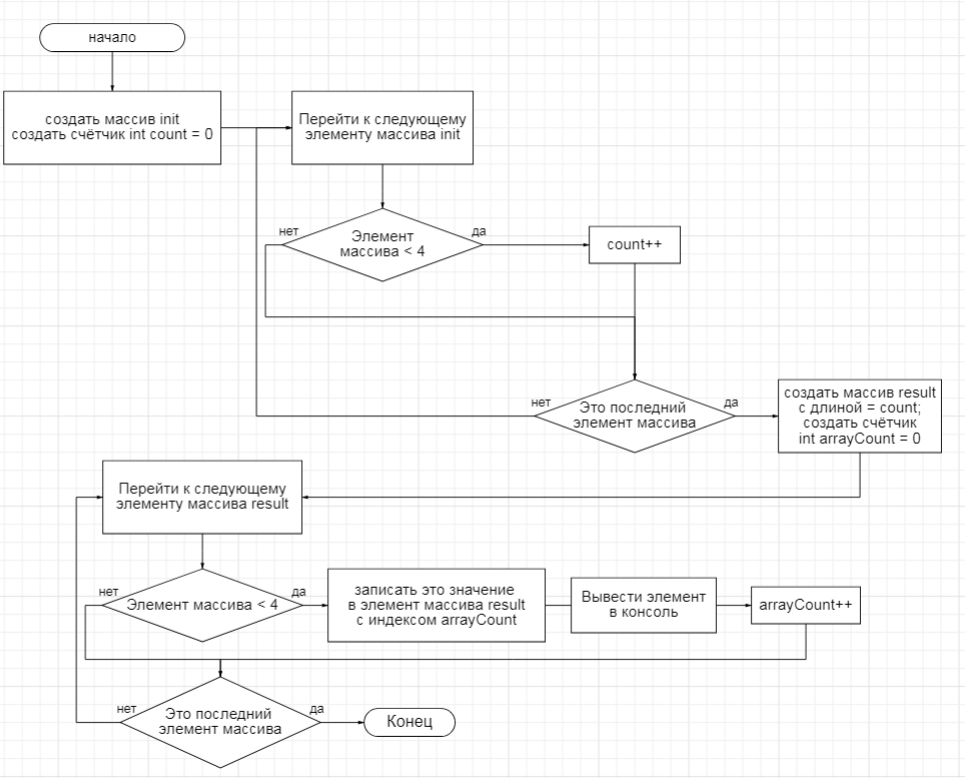 начало
создать массив init
создать счётчик int count = 0
Перейти к следующему
элементу массива init
Элемент
массива < 4
нет
да
count++
Это последний
элемент массива
нет
да
создать массив result
с длиной = count;
создать счётчик
int arrayCount = 0
Перейти к следующему
элементу массива result
Элемент массива < 4
нет
да
записать это значение
в элемент массива result
с индексом arrayCount
Вывести элемент
в консоль
arrayCount++
Это последний
элемент массива
нет
да
Конец